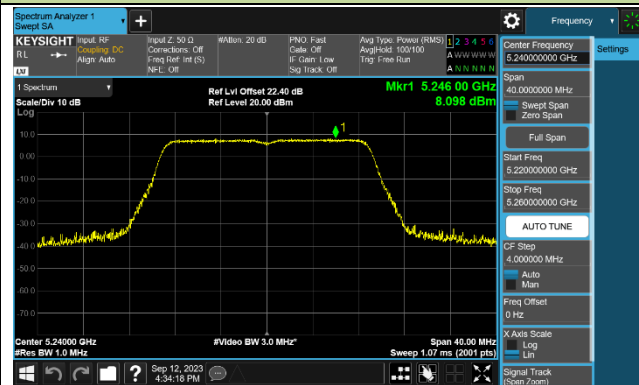 Spectrum Analyzer 1
Swept SA
Frequency
KEYSIGHT
RL
LXI
Input: RF
Coupling: DC
Align: Auto
Input Z: 50 Ω
Corrections: Off
Freq Ref: Int (S)
NFE: Off
#Atten: 20 dB
PNO: Fast
Gate: Off
IF Gain: Low
Sig Track: Off
Avg Type: Power (RMS)
Avg|Hold: 100/100
Trig: Free Run
1 2 3 4 5 6
A W W W W W
A N N N N N
1 Spectrum
Scale/Div 10 dB
Log
Ref Lvl Offset 22.40 dB
Ref Level 20.00 dBm
Mkr1 5.246 00 GHz
8.098 dBm
1
10.0
0.00
-10.0
-20.0
-30.0
-40.0
-50.0
-60.0
-70.0
Center 5.24000 GHz
#Res BW 1.0 MHz
#Video BW 3.0 MHz*
Span 40.00 MHz
Sweep 1.07 ms (2001 pts)
Sep 12, 2023
4:34:18 PM
Center Frequency
5.240000000 GHz
Settings
Span
40.0000000 MHz
Swept Span
Zero Span
Full Span
Start Freq
5.220000000 GHz
Stop Freq
5.260000000 GHz
AUTO TUNE
CF Step
4.000000 MHz
Auto
Man
Freq Offset
0 Hz
X Axis Scale
Log
Lin
Signal Track
(Span Zoom)